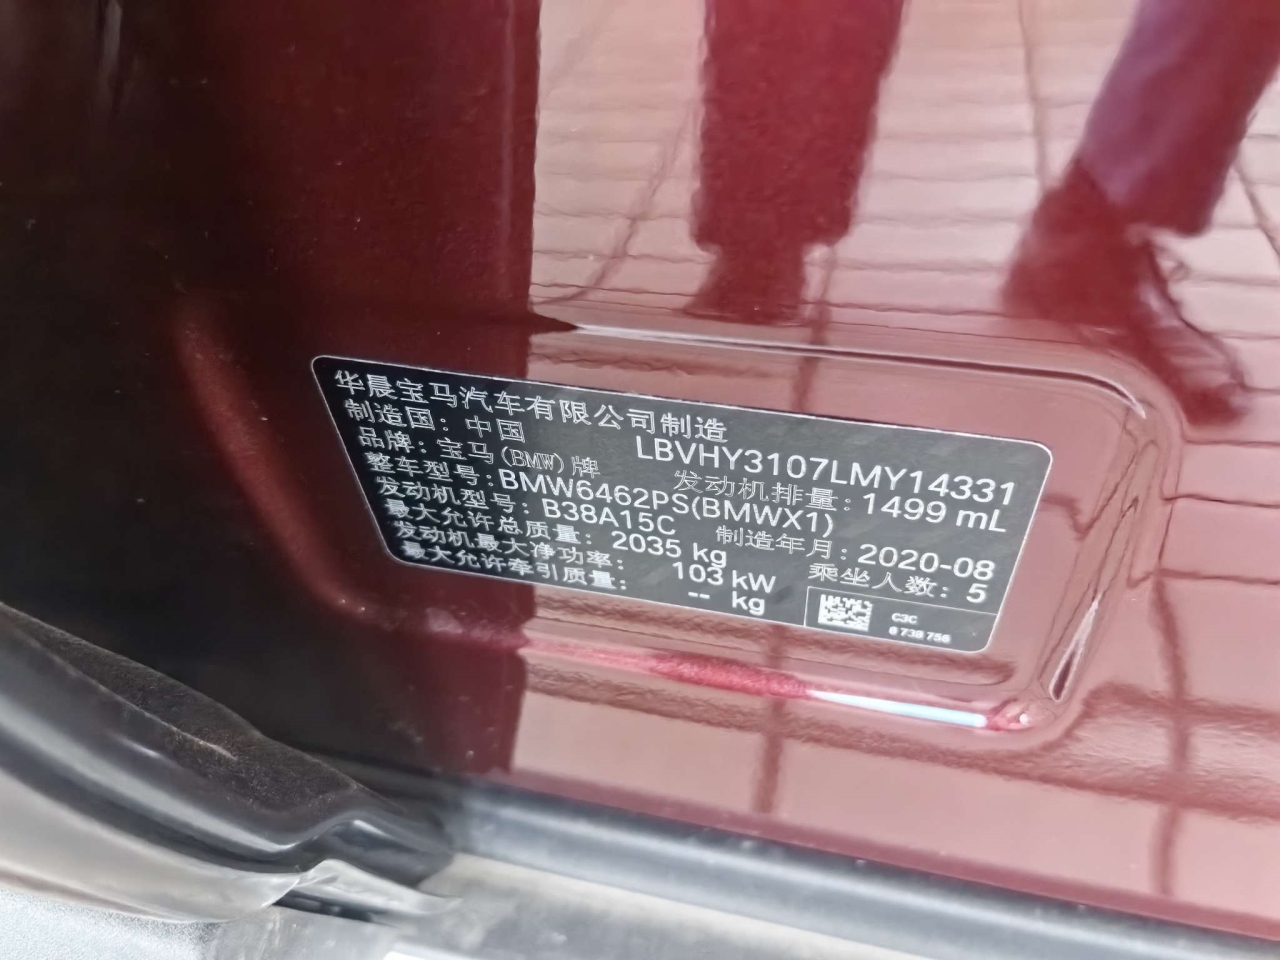 华晨宝马汽车有限公司制造
制造国：中国 LBVHY3107LMY14331
品牌：宝马(BMW)牌 发动机排量：1499 mL
整车型号：BMW6462PS(BMWX1)
发动机型号：B38A15C 制造年月：2020-08
最大允许总质量：2035 kg 乘坐人数：5
发动机最大净功率：103 kW
最大允许牵引质量：-- kg
C3C
8 738 756